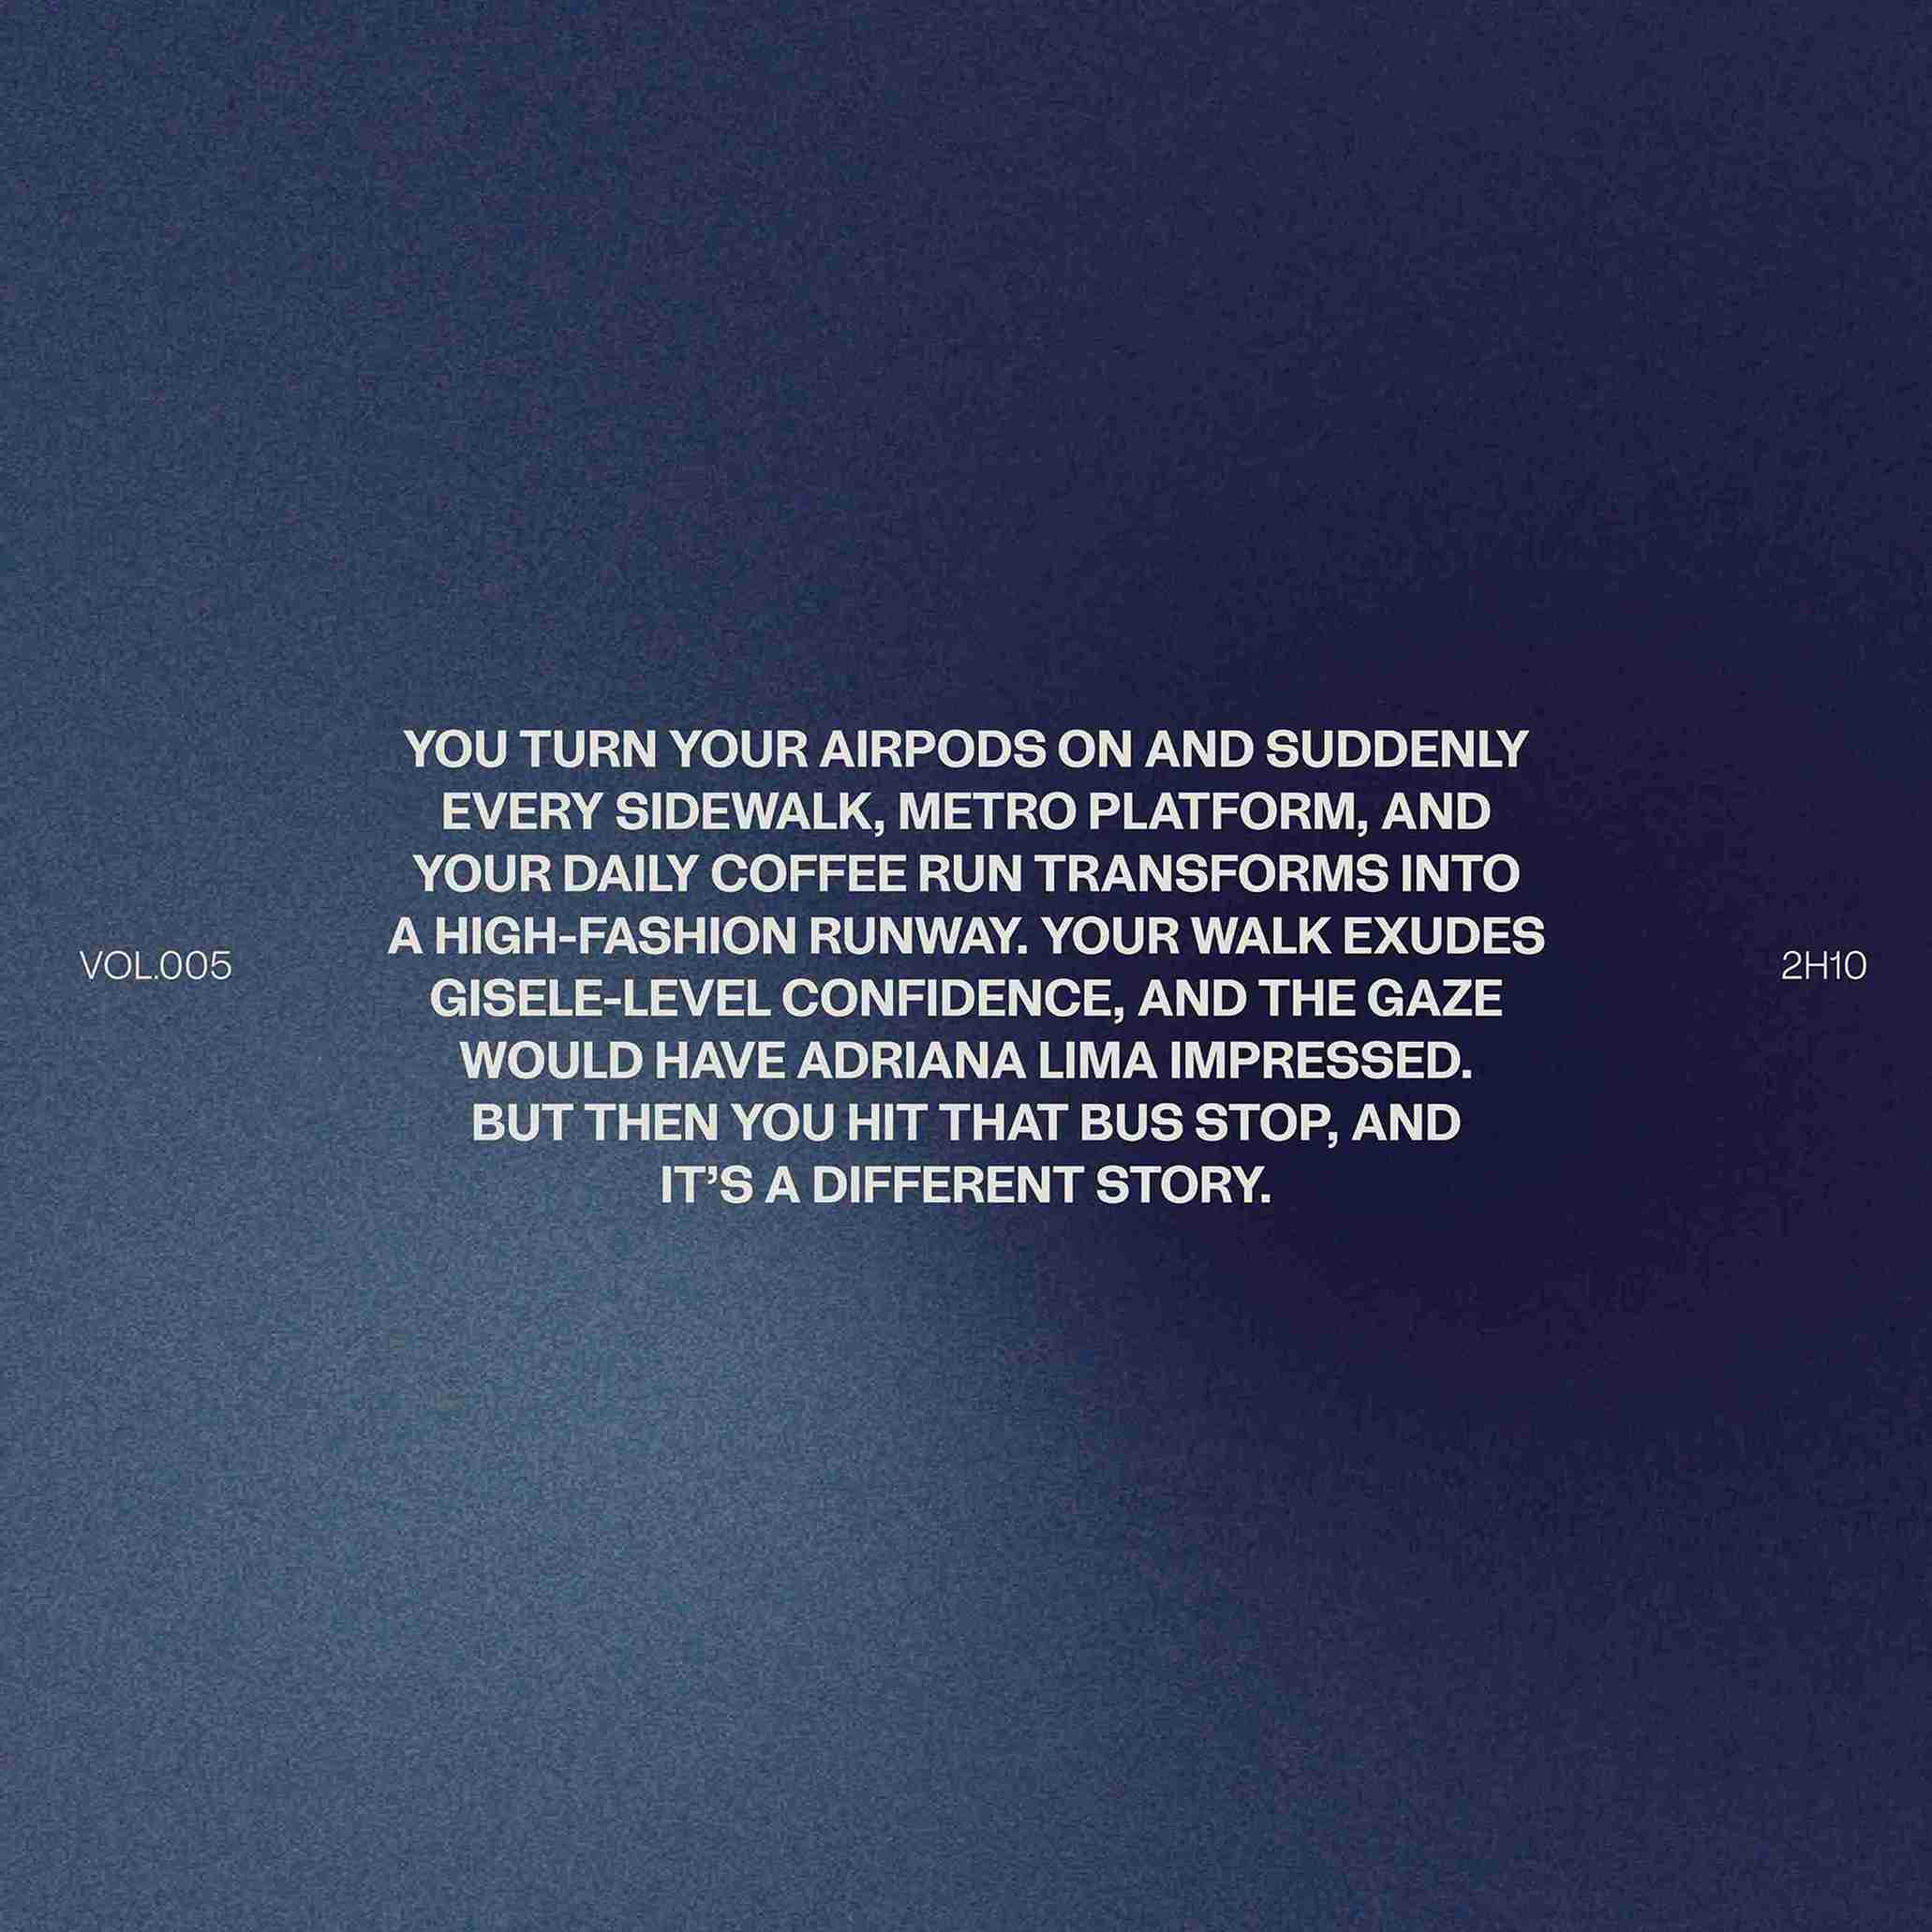 YOU TURN YOUR AIRPODS ON AND SUDDENLY
EVERY SIDEWALK, METRO PLATFORM, AND
YOUR DAILY COFFEE RUN TRANSFORMS INTO
A HIGH-FASHION RUNWAY. YOUR WALK EXUDES
VOL.005
2H10
GISELE-LEVEL CONFIDENCE, AND THE GAZE
WOULD HAVE ADRIANA LIMA IMPRESSED.
BUT THEN YOU HIT THAT BUS STOP, AND
IT’S A DIFFERENT STORY.